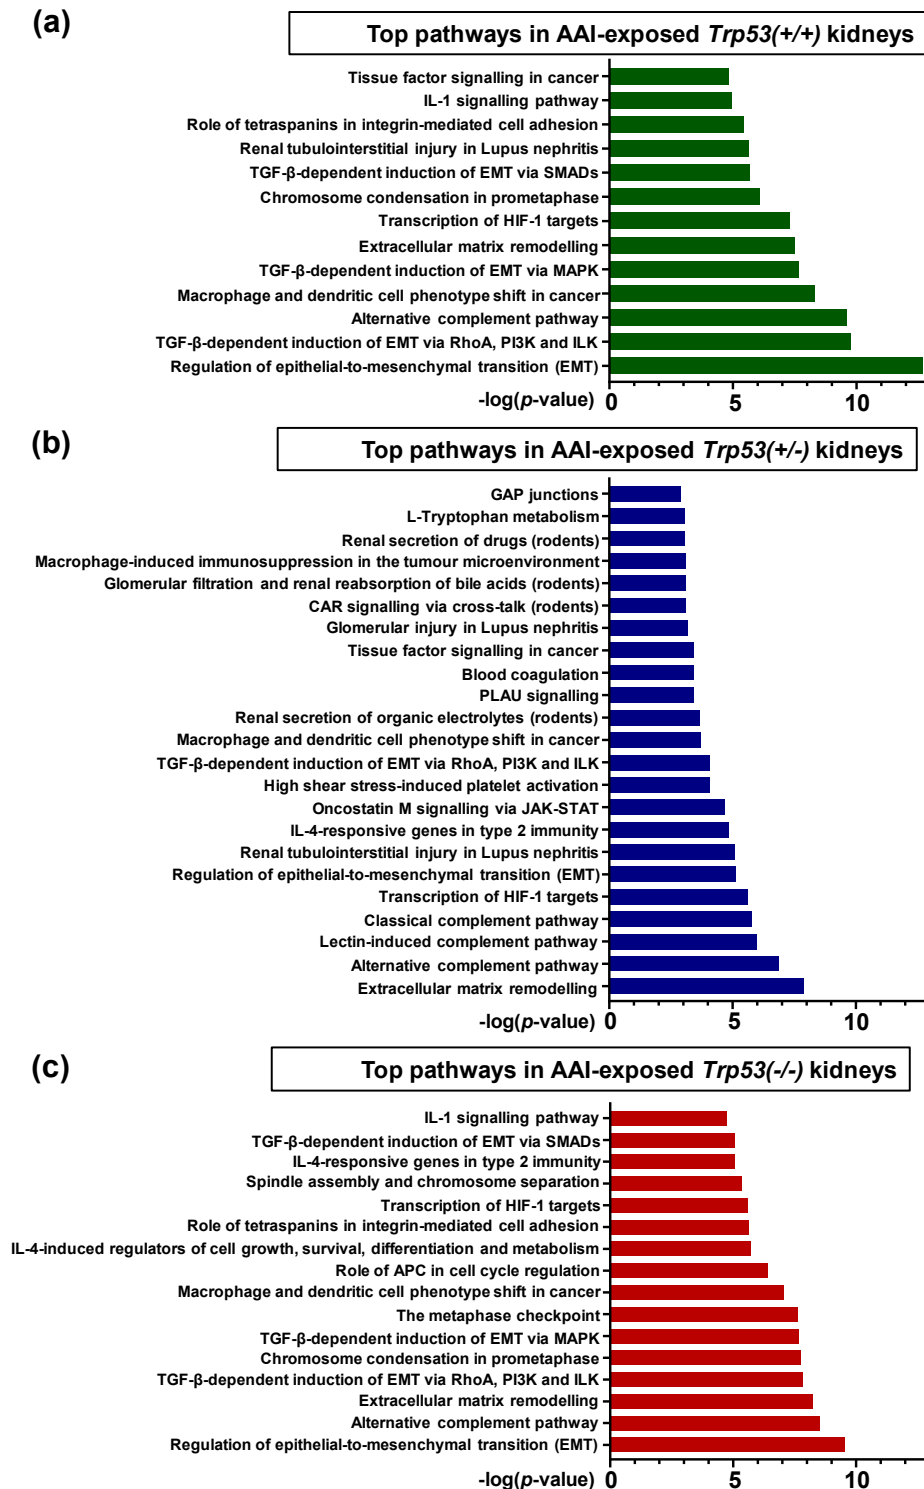 (a)
Top pathways in AAI-exposed Trp53(+/+) kidneys
Tissue factor signalling in cancer
IL-1 signalling pathway
Role of tetraspanins in integrin-mediated cell adhesion
Renal tubulointerstitial injury in Lupus nephritis
TGF-β-dependent induction of EMT via SMADs
Chromosome condensation in prometaphase
Transcription of HIF-1 targets
Extracellular matrix remodelling
TGF-β-dependent induction of EMT via MAPK
Macrophage and dendritic cell phenotype shift in cancer
Alternative complement pathway
TGF-β-dependent induction of EMT via RhoA, PI3K and ILK
Regulation of epithelial-to-mesenchymal transition (EMT)
-log(p-value) 0 5 10
(b)
Top pathways in AAI-exposed Trp53(+/-) kidneys
GAP junctions
L-Tryptophan metabolism
Renal secretion of drugs (rodents)
Macrophage-induced immunosuppression in the tumour microenvironment
Glomerular filtration and renal reabsorption of bile acids (rodents)
CAR signalling via cross-talk (rodents)
Glomerular injury in Lupus nephritis
Tissue factor signalling in cancer
Blood coagulation
PLAU signalling
Renal secretion of organic electrolytes (rodents)
Macrophage and dendritic cell phenotype shift in cancer
TGF-β-dependent induction of EMT via RhoA, PI3K and ILK
High shear stress-induced platelet activation
Oncostatin M signalling via JAK-STAT
IL-4-responsive genes in type 2 immunity
Renal tubulointerstitial injury in Lupus nephritis
Regulation of epithelial-to-mesenchymal transition (EMT)
Transcription of HIF-1 targets
Classical complement pathway
Lectin-induced complement pathway
Alternative complement pathway
Extracellular matrix remodelling
-log(p-value) 0 5 10
(c)
Top pathways in AAI-exposed Trp53(-/-) kidneys
IL-1 signalling pathway
TGF-β-dependent induction of EMT via SMADs
IL-4-responsive genes in type 2 immunity
Spindle assembly and chromosome separation
Transcription of HIF-1 targets
Role of tetraspanins in integrin-mediated cell adhesion
IL-4-induced regulators of cell growth, survival, differentiation and metabolism
Role of APC in cell cycle regulation
Macrophage and dendritic cell phenotype shift in cancer
The metaphase checkpoint
TGF-β-dependent induction of EMT via MAPK
Chromosome condensation in prometaphase
TGF-β-dependent induction of EMT via RhoA, PI3K and ILK
Extracellular matrix remodelling
Alternative complement pathway
Regulation of epithelial-to-mesenchymal transition (EMT)
-log(p-value) 0 5 10